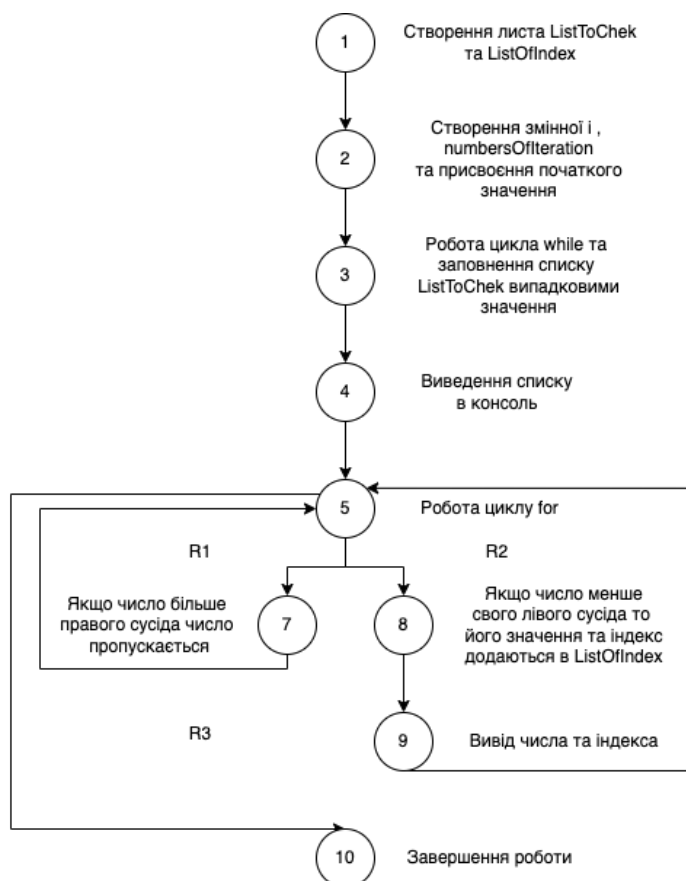 1
Створення листа ListToChek
та ListOfIndex
2
Створення змінної і ,
numbersOfIteration
та присвоєння початкого
значення
3
Робота цикла while та
заповнення списку
ListToChek випадковими
значення
4
Виведення списку
в консоль
5
Робота циклу for
R1
R2
Якщо число більше
правого сусіда число
пропускається
7
8
Якщо число менше
свого лівого сусіда то
його значення та індекс
додаються в ListOfIndex
R3
9
Вивід числа та індекса
10
Завершення роботи